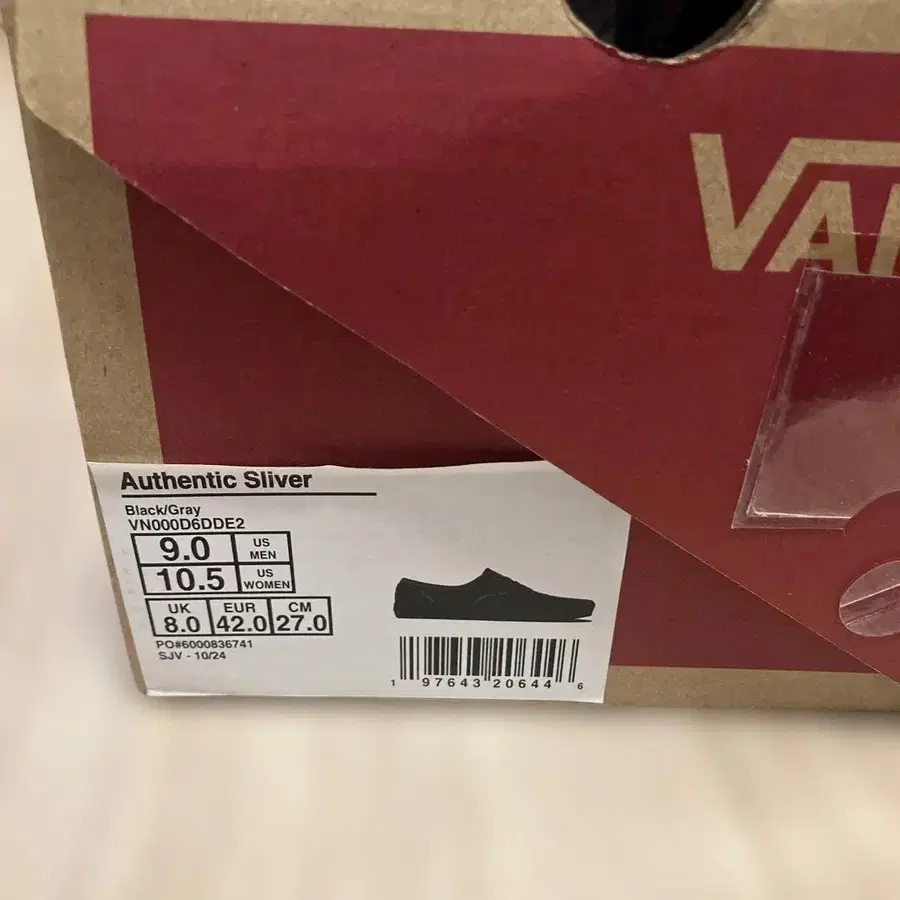 VAN
Authentic Sliver
Black/Gray
VN000D6DDE2
9.0 US MEN
10.5 US WOMEN
UK EUR CM
8.0 42.0 27.0
PO#6000836741
SJV - 10/24
1 97643 20644 6